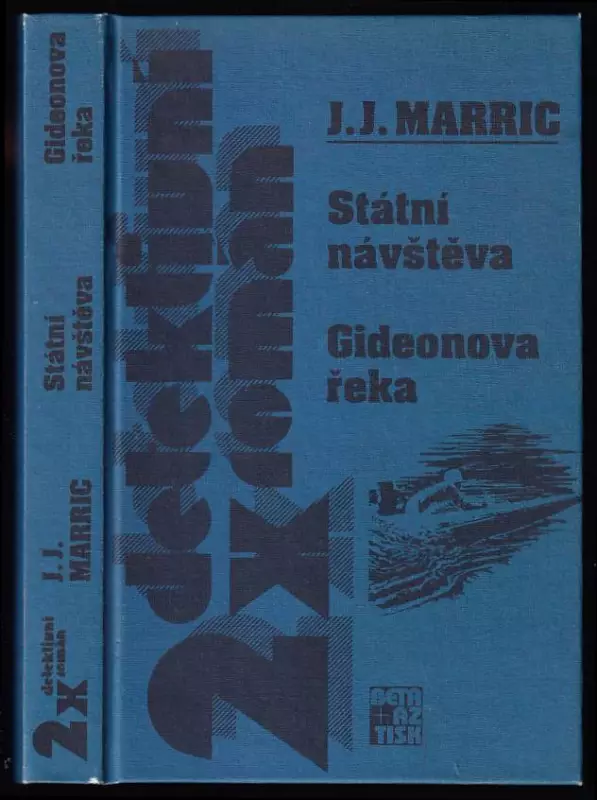 Gideonova
řeka
Státní
návštěva
J. J.
MARRIC
detektivní
román
2x
2x detektivní
román
J. J. MARRIC
Státní
návštěva
Gideonova
řeka
BETA
+AZ
TISK